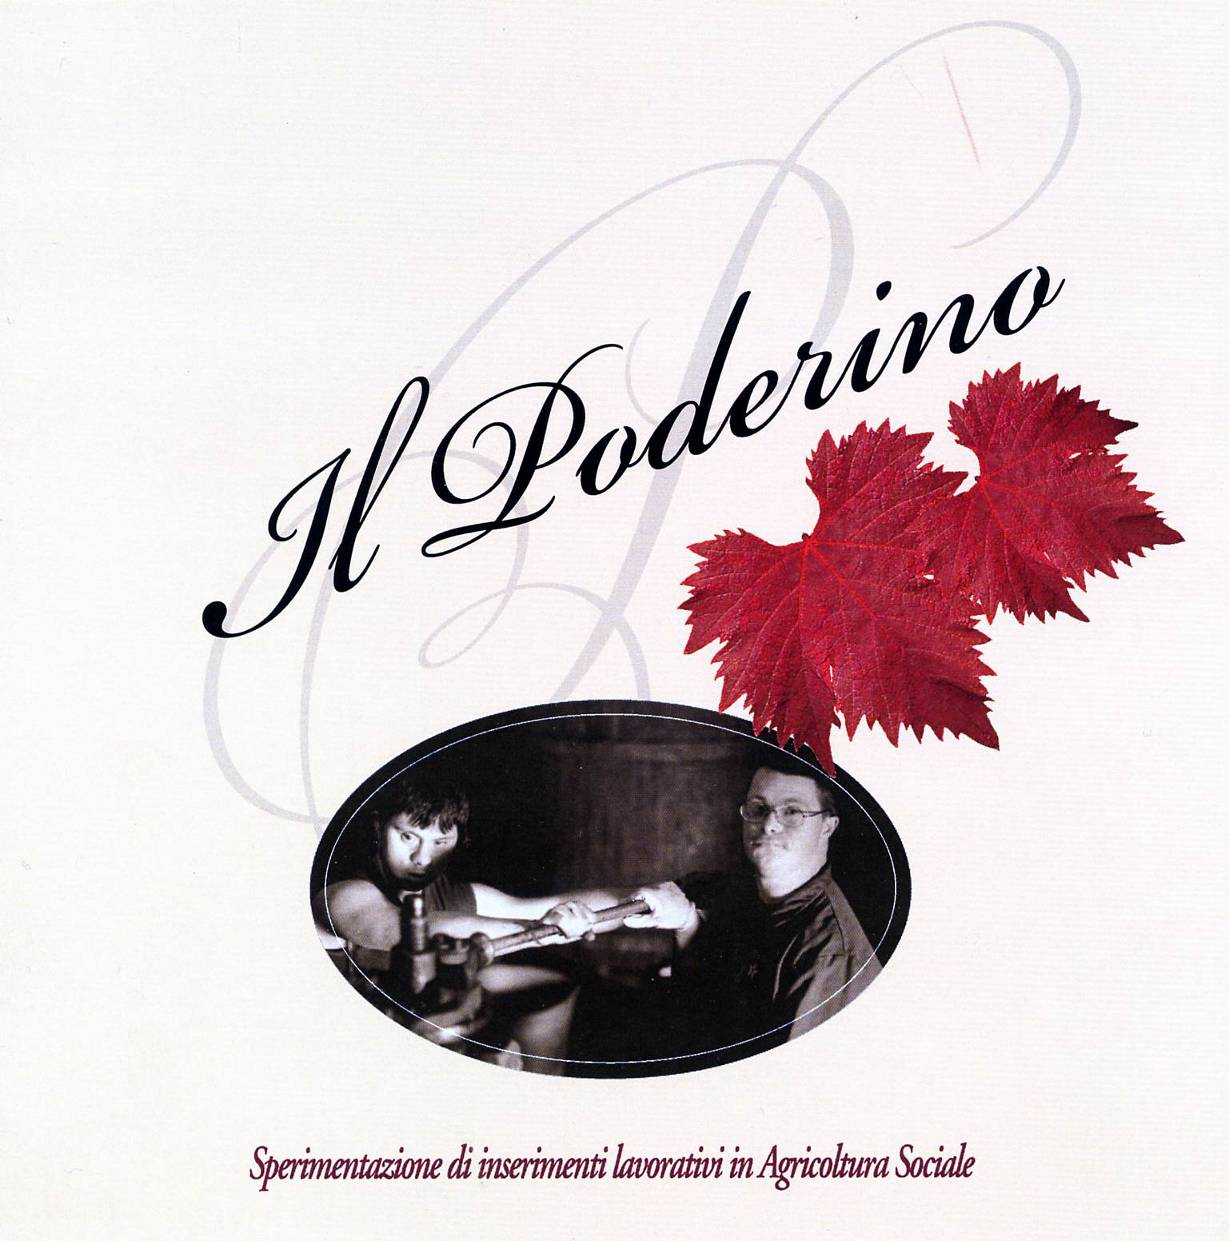 Il Poderino
Sperimentazione di inserimenti lavorativi in Agricoltura Sociale